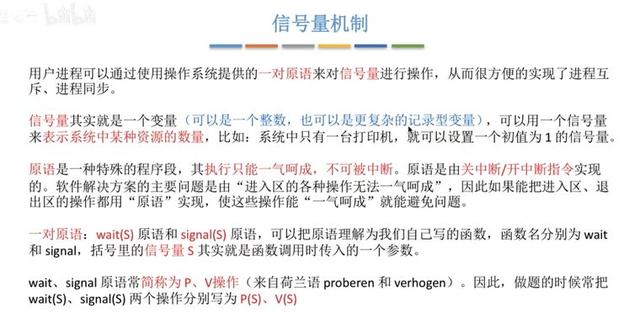 信号量机制
用户进程可以通过使用操作系统提供的一对原语来对信号量进行操作，从而很方便的实现了进程互
斥、进程同步。
信号量其实就是一个变量（可以是一个整数，也可以是更复杂的记录型变量），可以用一个信号量
来表示系统中某种资源的数量，比如：系统中只有一台打印机，就可以设置一个初值为 1 的信号量。
原语是一种特殊的程序段，其执行只能一气呵成，不可被中断。原语是由关中断/开中断指令实现
的。软件解决方案的主要问题是由“进入区的各种操作无法一气呵成”，因此如果能把进入区、退
出区的操作都用“原语”实现，使这些操作能“一气呵成”就能避免问题。
一对原语：wait(S) 原语和 signal(S) 原语，可以把原语理解为我们自己写的函数，函数名分别为 wait
和 signal，括号里的信号量 S 其实就是函数调用时传入的一个参数。
wait、signal 原语常简称为 P、V操作（来自荷兰语 proberen 和 verhogen）。因此，做题的时候常把
wait(S)、signal(S) 两个操作分别写为 P(S)、V(S)